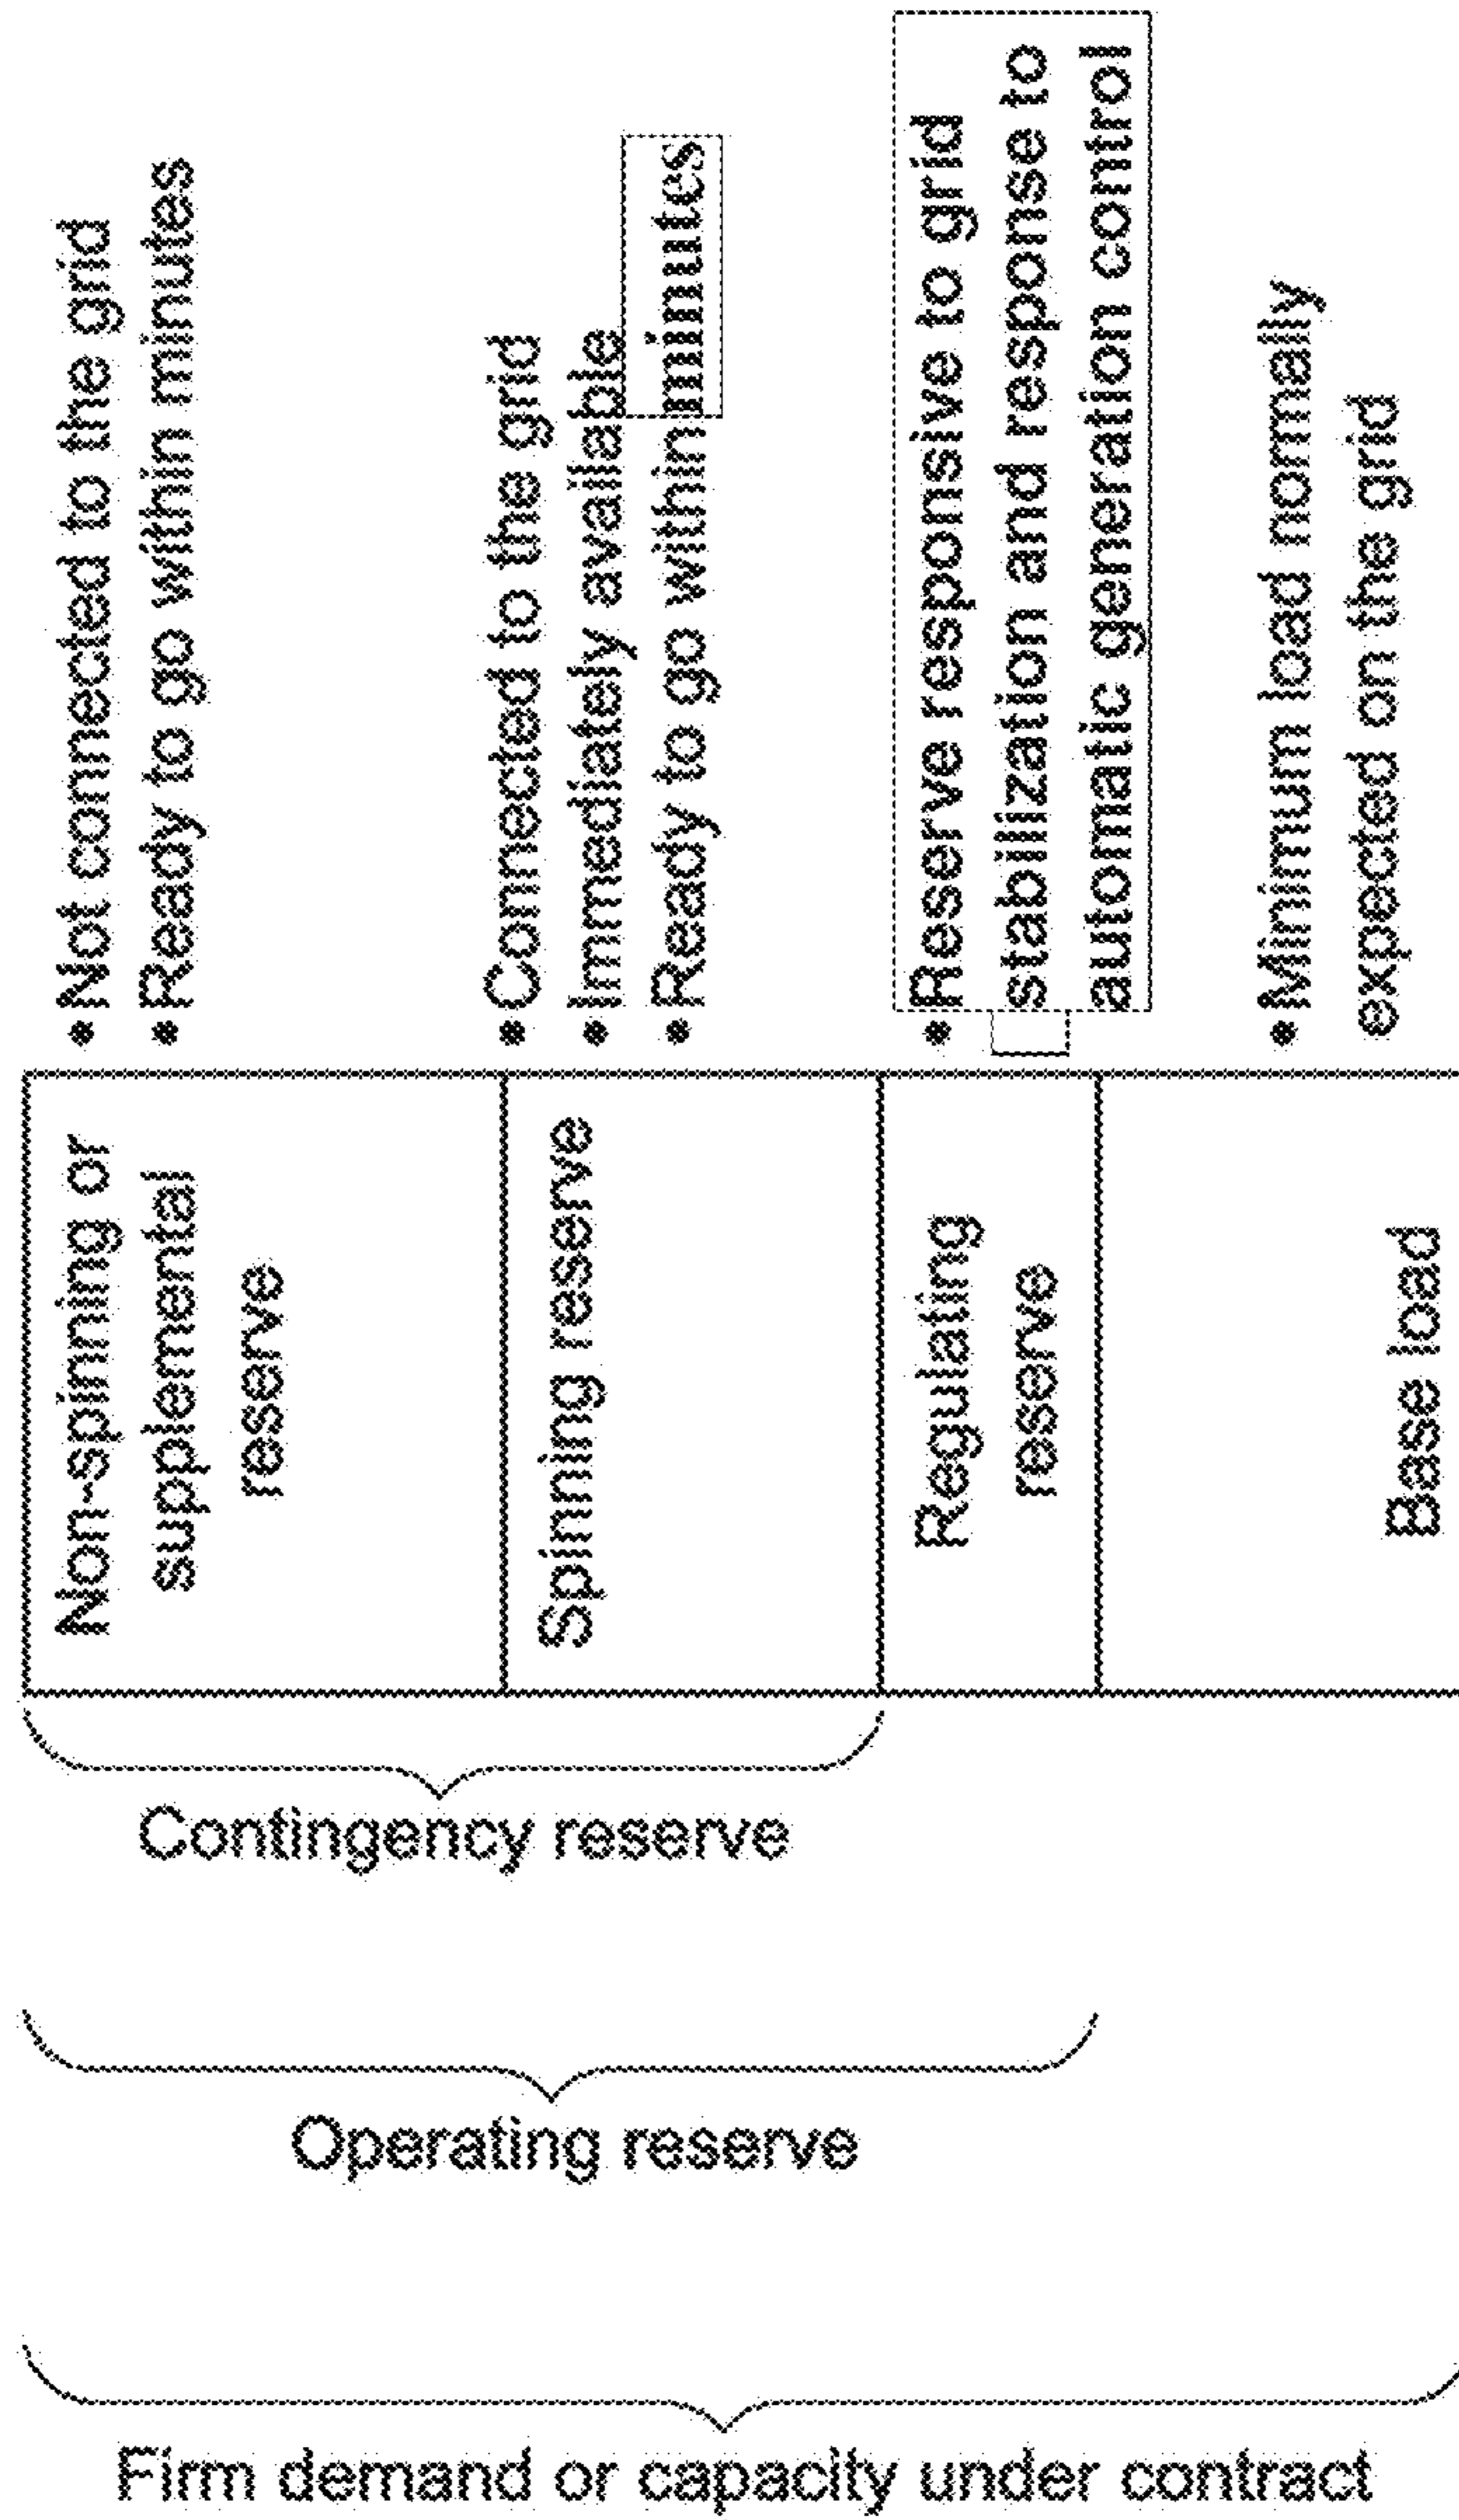 Non-spinning or
supplemental
reserve
• Not connected to the grid
• Ready to go within minutes
Spinning reserve
• Connected to the grid
• Immediately available
• Ready to go within minutes
Regulating
reserve
• Reserve responsive to grid
stabilization and response to
automatic generation control
Base load
• Minimum load normally
expected on the grid
Contingency reserve
Operating reserve
Firm demand or capacity under contract